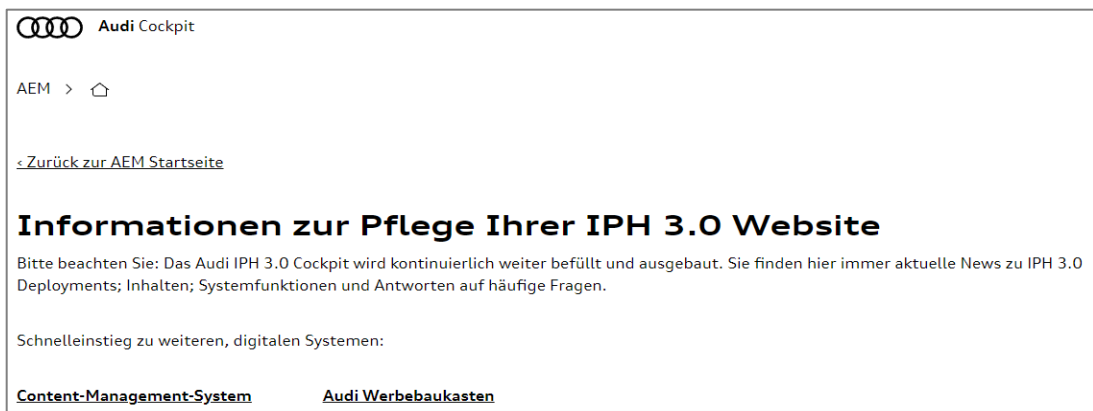 Audi Cockpit
AEM >
‹ Zurück zur AEM Startseite
Informationen zur Pflege Ihrer IPH 3.0 Website
Bitte beachten Sie: Das Audi IPH 3.0 Cockpit wird kontinuierlich weiter befüllt und ausgebaut. Sie finden hier immer aktuelle News zu IPH 3.0
Deployments; Inhalten; Systemfunktionen und Antworten auf häufige Fragen.
Schnelleinstieg zu weiteren, digitalen Systemen:
Content-Management-System Audi Werbebaukasten